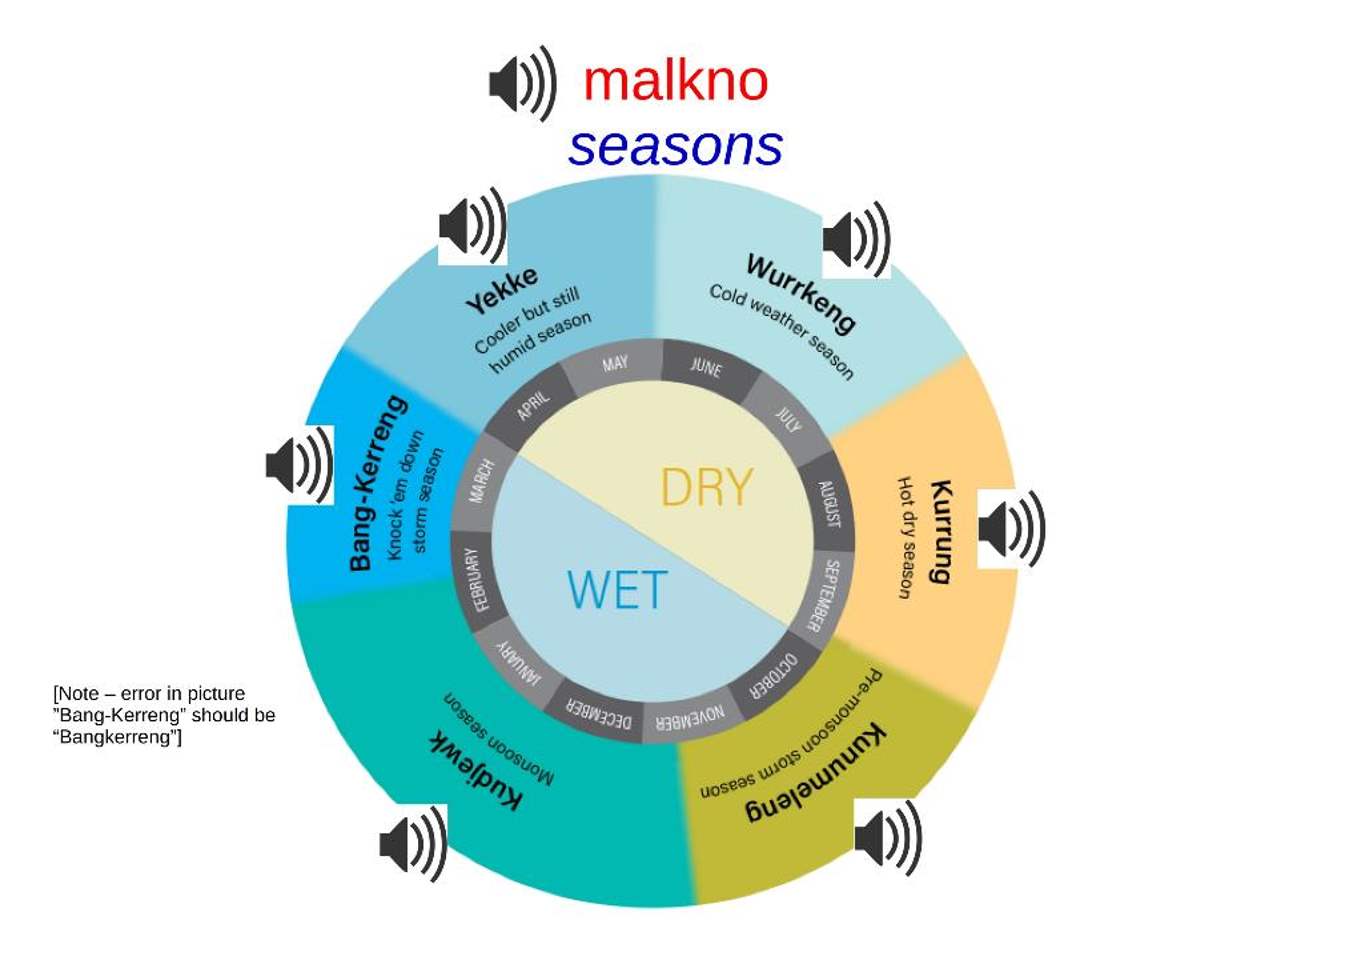 malkno
seasons
Yekke
Cooler but still
humid season
Wurrkeng
Cold weather season
Kurrung
Hot dry season
Kunumeleng
Pre-monsoon storm season
Kudjewk
Monsoon season
Bang-Kerreng
Knock 'em down
storm season
MAY
JUNE
JULY
AUGUST
SEPTEMBER
OCTOBER
NOVEMBER
DECEMBER
JANUARY
FEBRUARY
MARCH
APRIL
DRY
WET
[Note – error in picture
”Bang-Kerreng” should be
“Bangkerreng”]